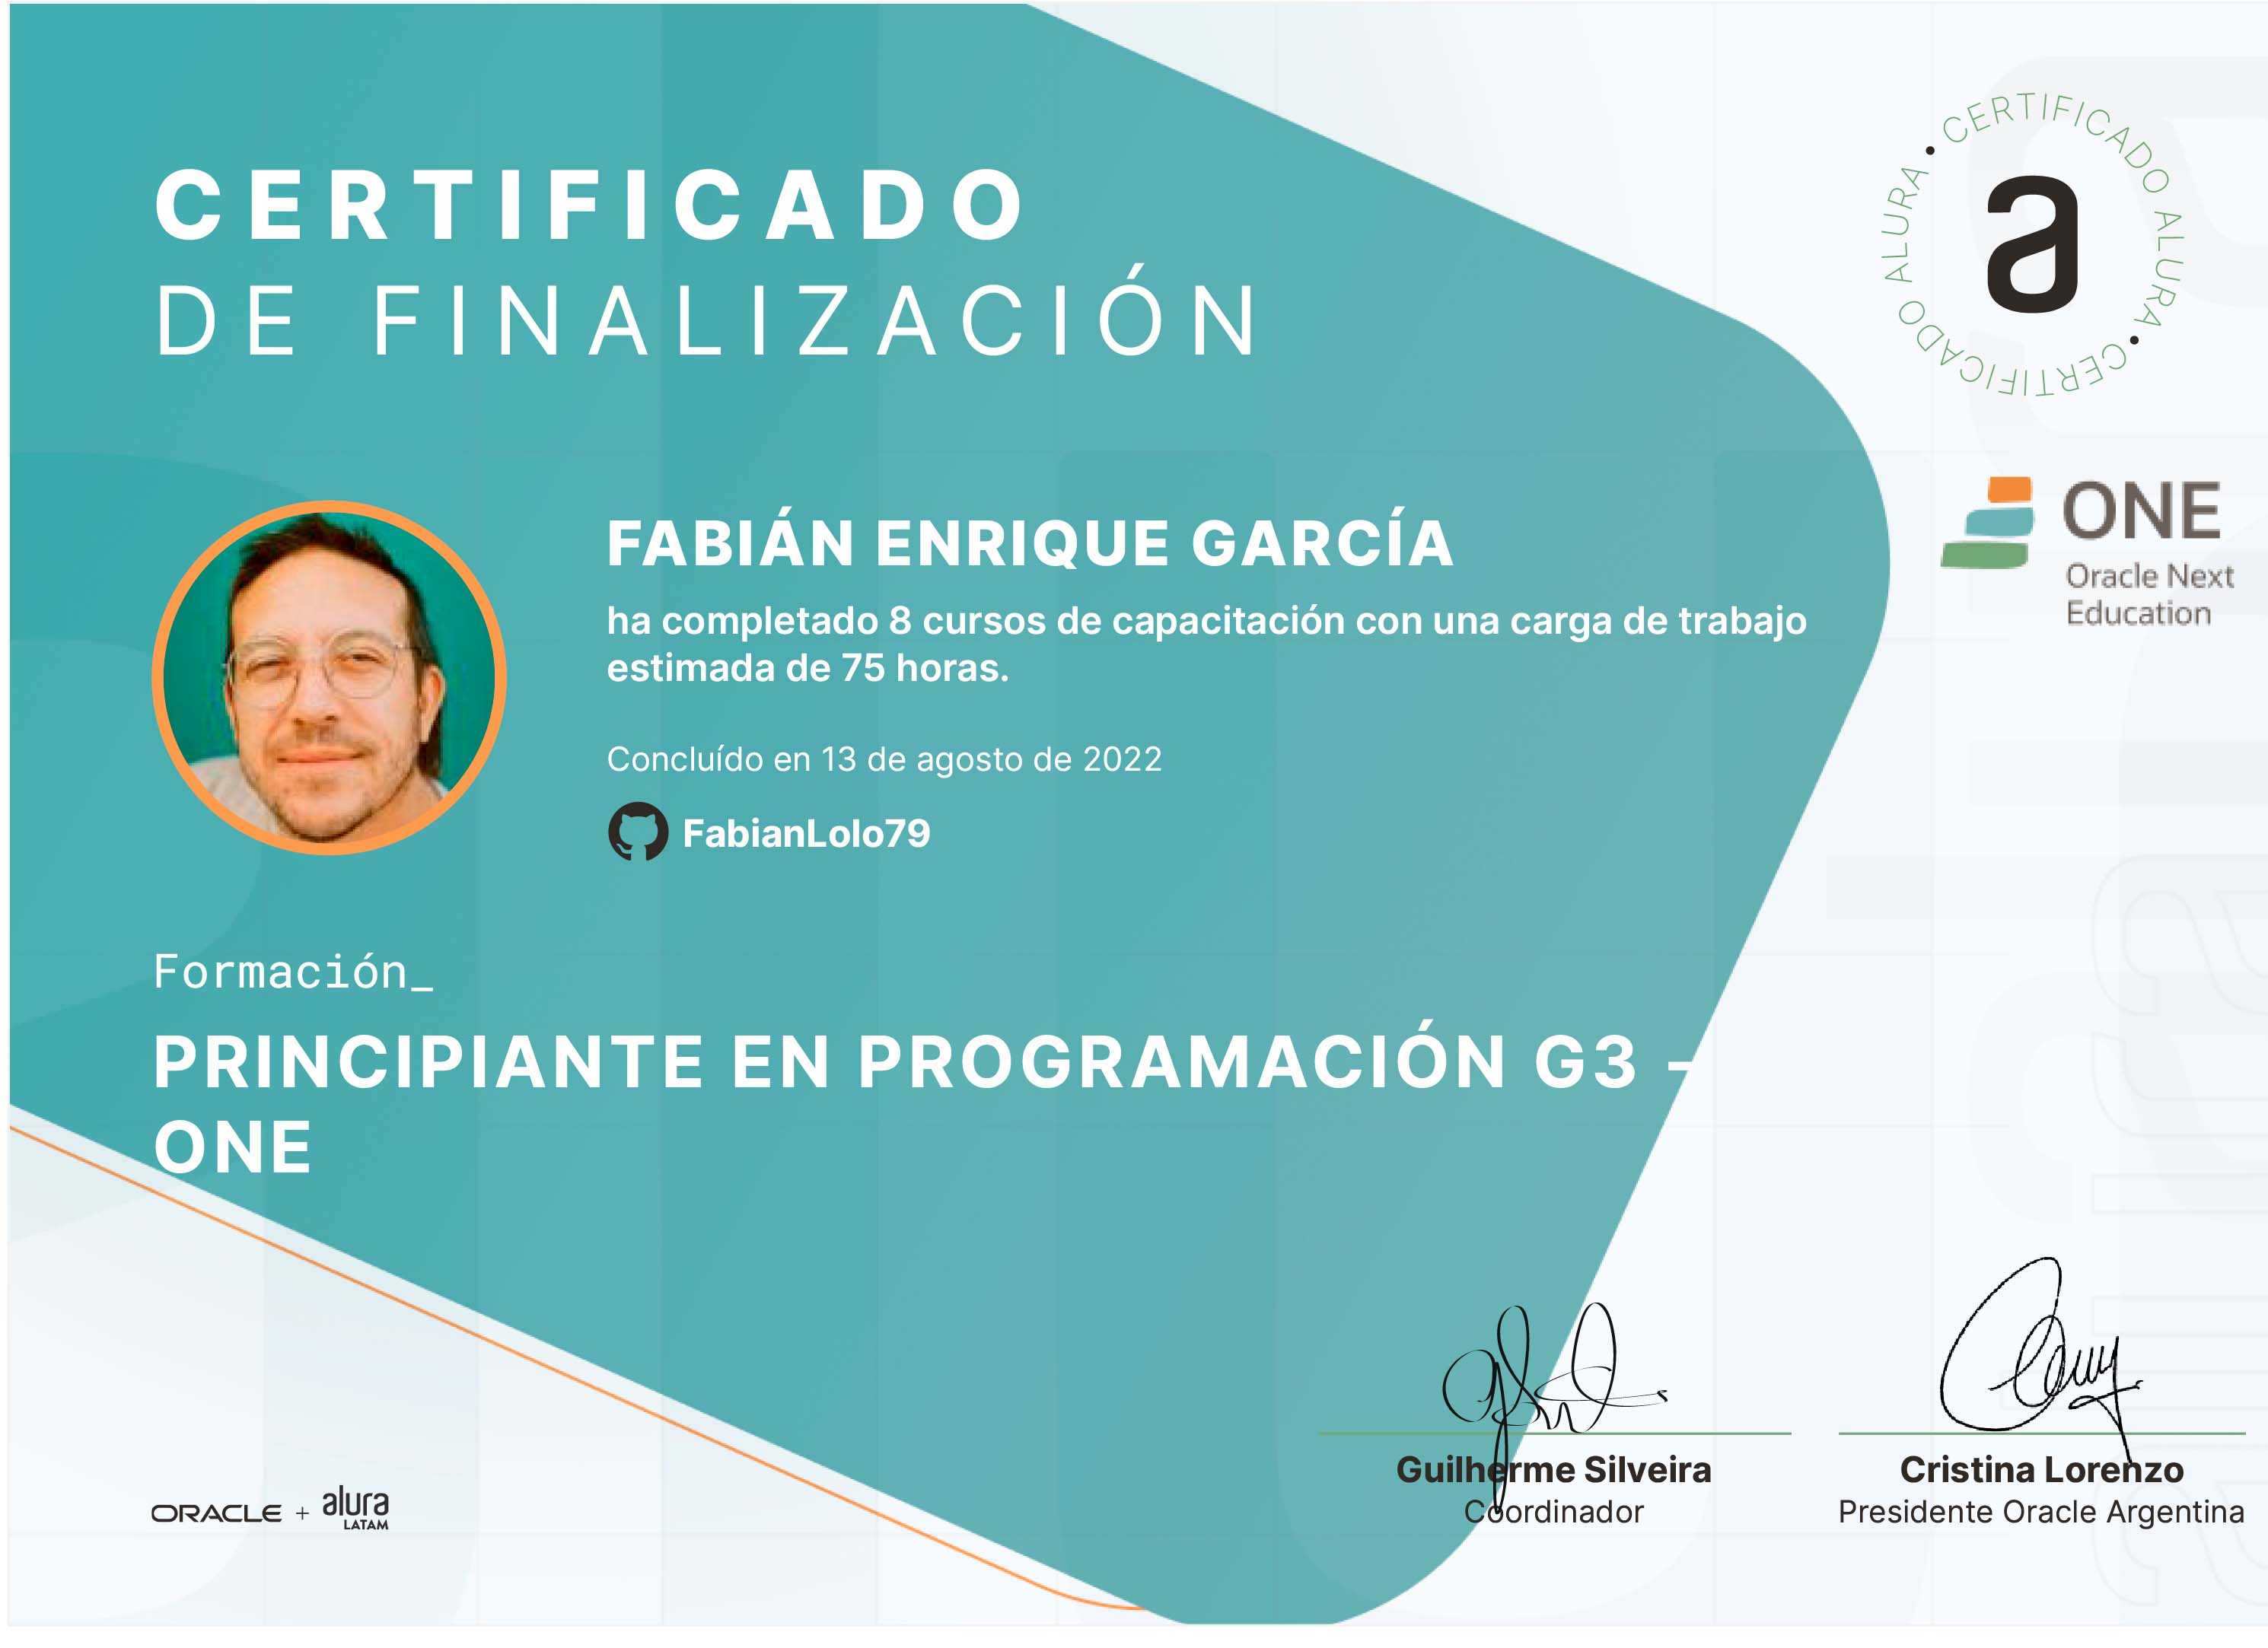 CERTIFICADO
DE FINALIZACIÓN
CERTIFICADO ALURA • CERTIFICADO ALURA •
a
ONE
Oracle Next
Education
FABIÁN ENRIQUE GARCÍA
ha completado 8 cursos de capacitación con una carga de trabajo
estimada de 75 horas.
Concluído en 13 de agosto de 2022
FabianLolo79
Formación_
PRINCIPIANTE EN PROGRAMACIÓN G3 -
ONE
Guilherme Silveira
Coordinador
Cristina Lorenzo
Presidente Oracle Argentina
ORACLE + alura
LATAM
alura